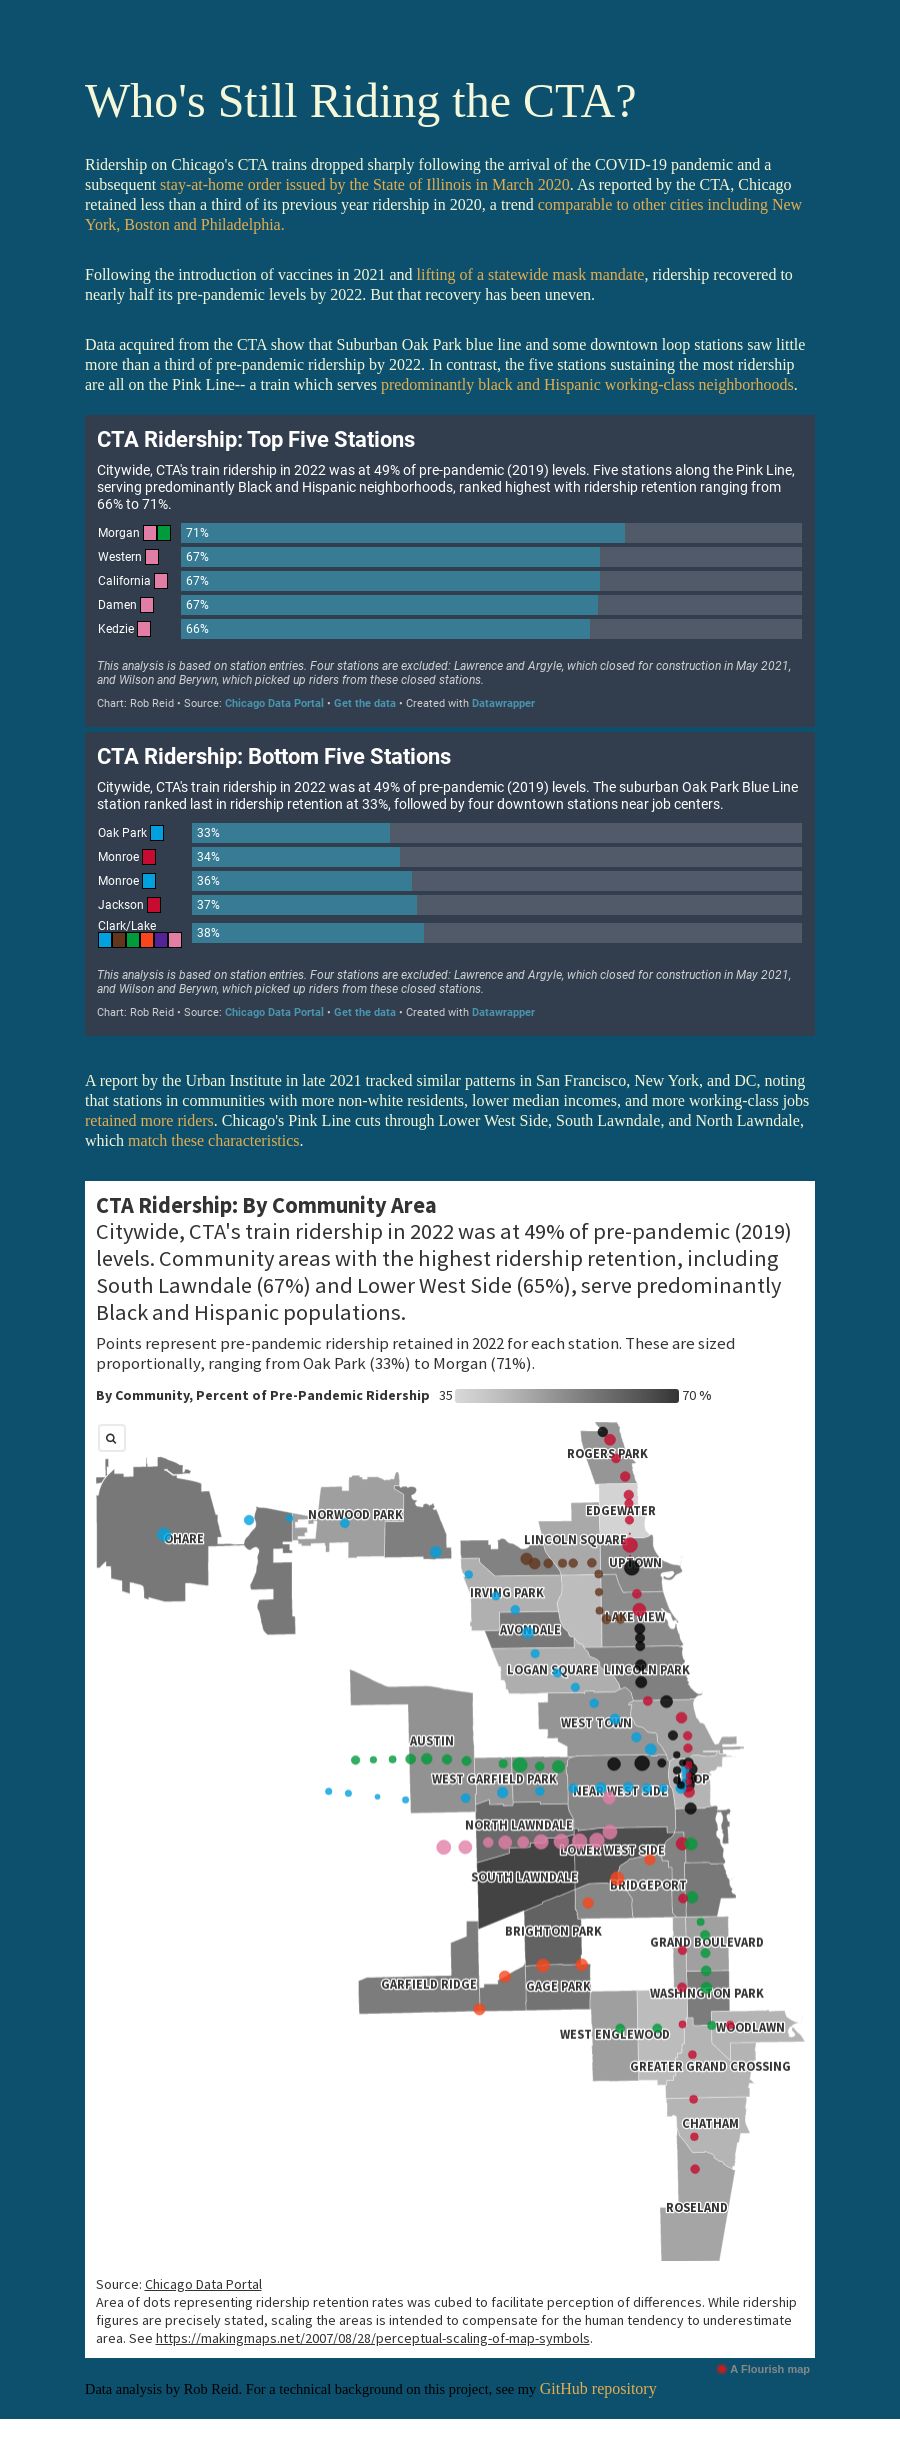 Who's Still Riding the CTA?
Ridership on Chicago's CTA trains dropped sharply following the arrival of the COVID-19 pandemic and a
subsequent stay-at-home order issued by the State of Illinois in March 2020. As reported by the CTA, Chicago
retained less than a third of its previous year ridership in 2020, a trend comparable to other cities including New
York, Boston and Philadelphia.
Following the introduction of vaccines in 2021 and lifting of a statewide mask mandate, ridership recovered to
nearly half its pre-pandemic levels by 2022. But that recovery has been uneven.
Data acquired from the CTA show that Suburban Oak Park blue line and some downtown loop stations saw little
more than a third of pre-pandemic ridership by 2022. In contrast, the five stations sustaining the most ridership
are all on the Pink Line-- a train which serves predominantly black and Hispanic working-class neighborhoods.
CTA Ridership: Top Five Stations
Citywide, CTA's train ridership in 2022 was at 49% of pre-pandemic (2019) levels. Five stations along the Pink Line,
serving predominantly Black and Hispanic neighborhoods, ranked highest with ridership retention ranging from
66% to 71%.
Morgan 71%
Western 67%
California 67%
Damen 67%
Kedzie 66%
This analysis is based on station entries. Four stations are excluded: Lawrence and Argyle, which closed for construction in May 2021,
and Wilson and Berywn, which picked up riders from these closed stations.
Chart: Rob Reid • Source: Chicago Data Portal • Get the data • Created with Datawrapper
CTA Ridership: Bottom Five Stations
Citywide, CTA's train ridership in 2022 was at 49% of pre-pandemic (2019) levels. The suburban Oak Park Blue Line
station ranked last in ridership retention at 33%, followed by four downtown stations near job centers.
Oak Park 33%
Monroe 34%
Monroe 36%
Jackson 37%
Clark/Lake 38%
This analysis is based on station entries. Four stations are excluded: Lawrence and Argyle, which closed for construction in May 2021,
and Wilson and Berywn, which picked up riders from these closed stations.
Chart: Rob Reid • Source: Chicago Data Portal • Get the data • Created with Datawrapper
A report by the Urban Institute in late 2021 tracked similar patterns in San Francisco, New York, and DC, noting
that stations in communities with more non-white residents, lower median incomes, and more working-class jobs
retained more riders. Chicago's Pink Line cuts through Lower West Side, South Lawndale, and North Lawndale,
which match these characteristics.
CTA Ridership: By Community Area
Citywide, CTA's train ridership in 2022 was at 49% of pre-pandemic (2019)
levels. Community areas with the highest ridership retention, including
South Lawndale (67%) and Lower West Side (65%), serve predominantly
Black and Hispanic populations.
Points represent pre-pandemic ridership retained in 2022 for each station. These are sized
proportionally, ranging from Oak Park (33%) to Morgan (71%).
By Community, Percent of Pre-Pandemic Ridership 35 70 %
ROGERS PARK
EDGEWATER
NORWOOD PARK
OHARE
LINCOLN SQUARE
UPTOWN
IRVING PARK
LAKE VIEW
AVONDALE
LOGAN SQUARE LINCOLN PARK
WEST TOWN
AUSTIN
WEST GARFIELD PARK
LOOP
NEAR WEST SIDE
NORTH LAWNDALE
LOWER WEST SIDE
SOUTH LAWNDALE
BRIDGEPORT
BRIGHTON PARK
GRAND BOULEVARD
GARFIELD RIDGE
GAGE PARK
WASHINGTON PARK
WOODLAWN
WEST ENGLEWOOD
GREATER GRAND CROSSING
CHATHAM
ROSELAND
Source: Chicago Data Portal
Area of dots representing ridership retention rates was cubed to facilitate perception of differences. While ridership
figures are precisely stated, scaling the areas is intended to compensate for the human tendency to underestimate
area. See https://makingmaps.net/2007/08/28/perceptual-scaling-of-map-symbols.
A Flourish map
Data analysis by Rob Reid. For a technical background on this project, see my GitHub repository